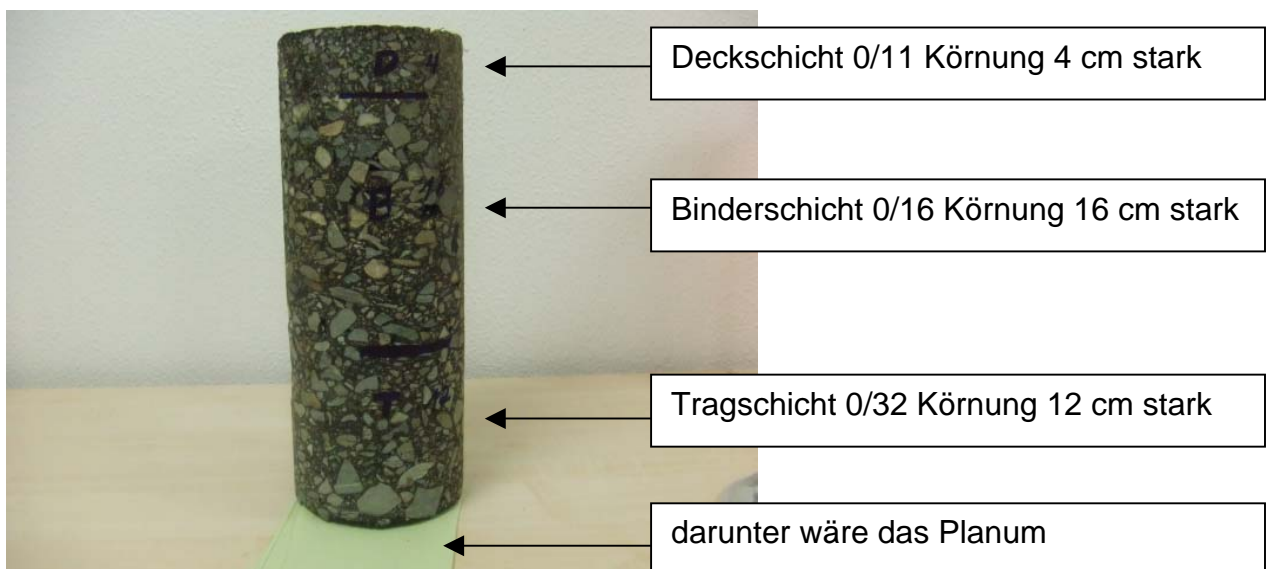 Deckschicht 0/11 Körnung 4 cm stark
D 4
Binderschicht 0/16 Körnung 16 cm stark
B
Tragschicht 0/32 Körnung 12 cm stark
T
darunter wäre das Planum